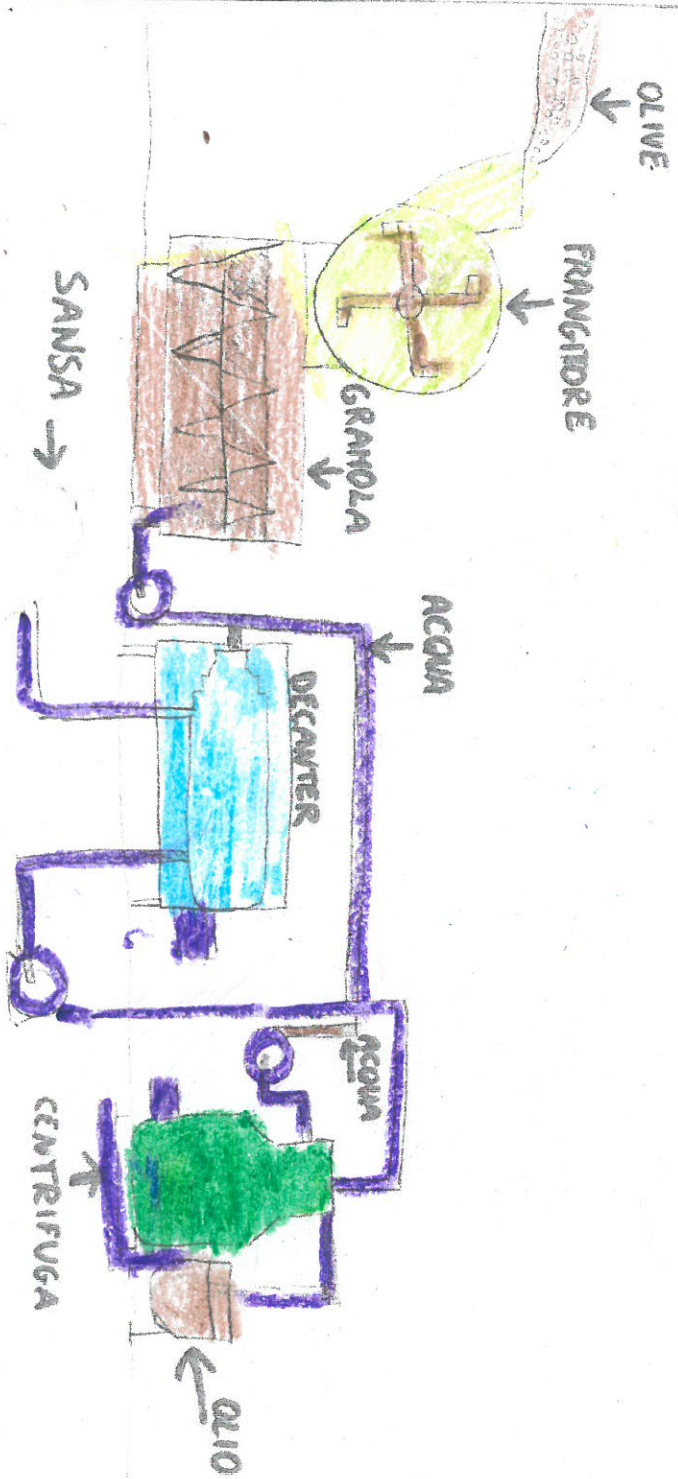 OLIVE
FRANGITORE
GRAMOLA
SANSA
ACQUA
DECANTER
ACQUA
CENTRIFUGA
OLIO